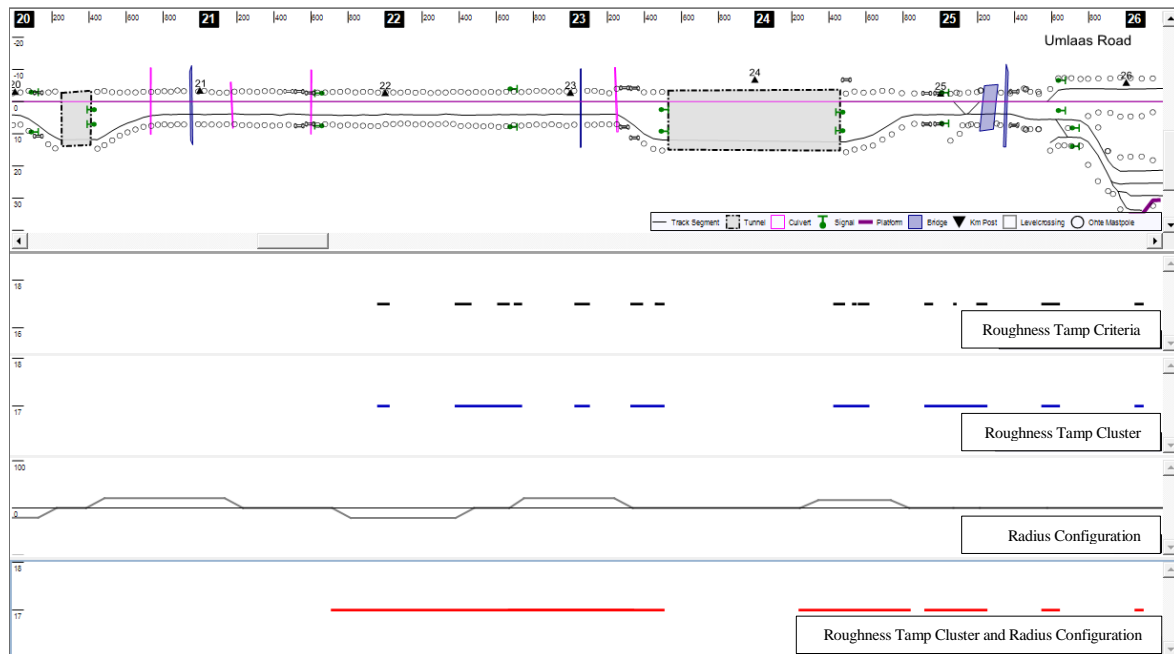 20 |200 |400 |600 |800 21 |200 |400 |600 |800 22 |200 |400 |600 |800 23 |200 |400 |600 |800 24 |200 |400 |600 |800 25 |200 |400 |600 |800 26
-20
Umlaas Road
-10
20 21 22 23 24 25 26
0
10
20
30
Track Segment Tunnel Culvert Signal Platform Bridge Km Post Levelcrossing Ohte Mastpole
18
Roughness Tamp Criteria
18
17
Roughness Tamp Cluster
100
0
Radius Configuration
18
17
Roughness Tamp Cluster and Radius Configuration